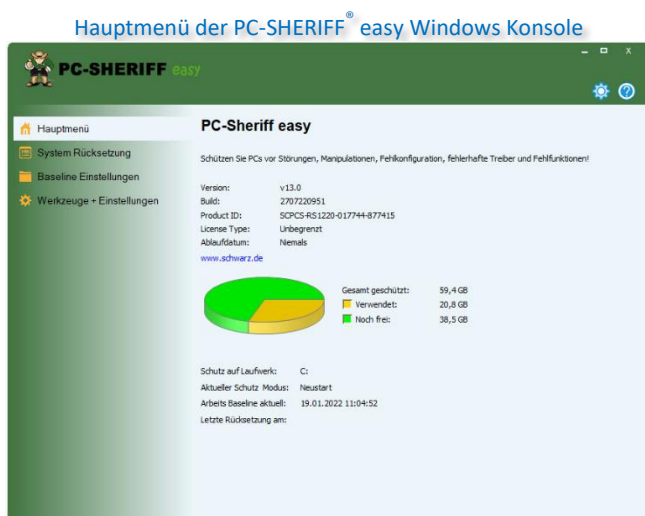 Hauptmenü der PC-SHERIFF® easy Windows Konsole
PC-SHERIFF easy
Hauptmenü
System Rücksetzung
Baseline Einstellungen
Werkzeuge + Einstellungen
PC-Sheriff easy
Schützen Sie PCs vor Störungen, Manipulationen, Fehlkonfiguration, fehlerhafte Treiber und Fehlfunktionen!
Version: v13.0
Build: 2707220951
Product ID: SCPCS-RS1220-017744-877415
License Type: Unbegrenzt
Ablaufdatum: Niemals
www.schwarz.de
Gesamt geschützt: 59,4 GB
Verwendet: 20,8 GB
Noch frei: 38,5 GB
Schutz auf Laufwerk: C:
Aktueller Schutz Modus: Neustart
Arbeits Baseline aktuell: 19.01.2022 11:04:52
Letzte Rücksetzung am: